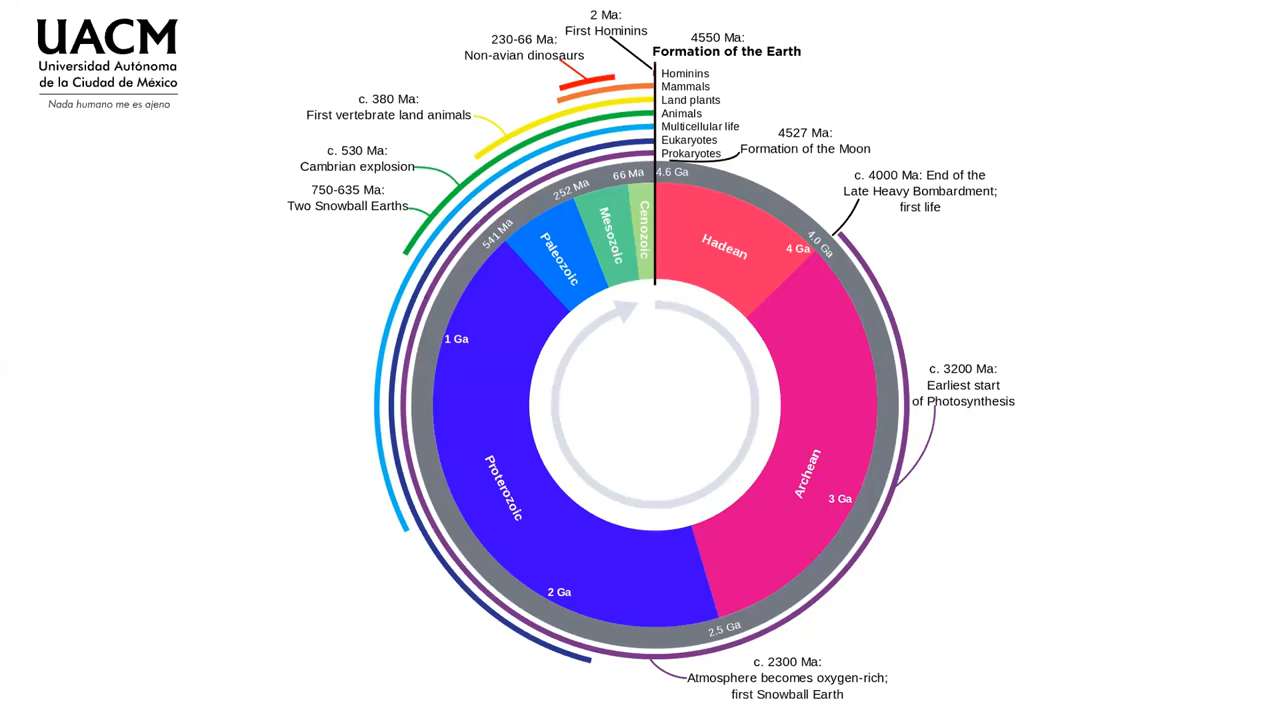 UACM
Universidad Autónoma
de la Ciudad de México
Nada humano me es ajeno
2 Ma:
First Hominins
230-66 Ma:
Non-avian dinosaurs
4550 Ma:
Formation of the Earth
Hominins
Mammals
Land plants
Animals
Multicellular life
Eukaryotes
Prokaryotes
c. 380 Ma:
First vertebrate land animals
c. 530 Ma:
Cambrian explosion
750-635 Ma:
Two Snowball Earths
4527 Ma:
Formation of the Moon
c. 4000 Ma: End of the
Late Heavy Bombardment;
first life
4.6 Ga
66 Ma
252 Ma
541 Ma
4.0 Ga
4 Ga
Hadean
Cenozoic
Mesozoic
Paleozoic
1 Ga
c. 3200 Ma:
Earliest start
of Photosynthesis
Archean
3 Ga
Proterozoic
2 Ga
2.5 Ga
c. 2300 Ma:
Atmosphere becomes oxygen-rich;
first Snowball Earth